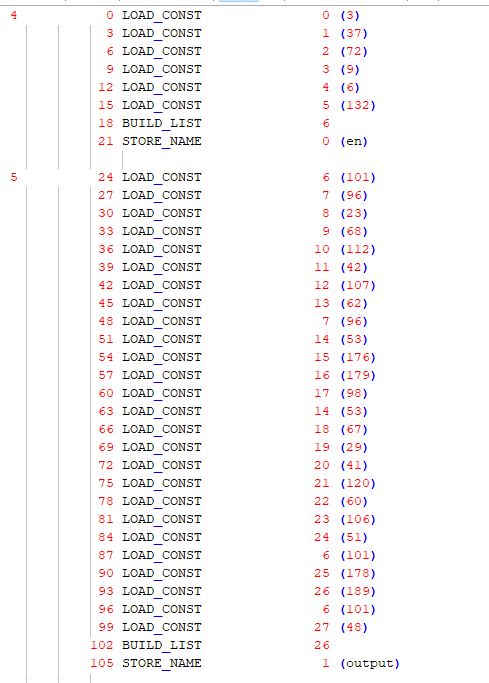 4 0 LOAD_CONST 0 (3)
3 LOAD_CONST 1 (37)
6 LOAD_CONST 2 (72)
9 LOAD_CONST 3 (9)
12 LOAD_CONST 4 (6)
15 LOAD_CONST 5 (132)
18 BUILD_LIST 6
21 STORE_NAME 0 (en)
5 24 LOAD_CONST 6 (101)
27 LOAD_CONST 7 (96)
30 LOAD_CONST 8 (23)
33 LOAD_CONST 9 (68)
36 LOAD_CONST 10 (112)
39 LOAD_CONST 11 (42)
42 LOAD_CONST 12 (107)
45 LOAD_CONST 13 (62)
48 LOAD_CONST 7 (96)
51 LOAD_CONST 14 (53)
54 LOAD_CONST 15 (176)
57 LOAD_CONST 16 (179)
60 LOAD_CONST 17 (98)
63 LOAD_CONST 14 (53)
66 LOAD_CONST 18 (67)
69 LOAD_CONST 19 (29)
72 LOAD_CONST 20 (41)
75 LOAD_CONST 21 (120)
78 LOAD_CONST 22 (60)
81 LOAD_CONST 23 (106)
84 LOAD_CONST 24 (51)
87 LOAD_CONST 6 (101)
90 LOAD_CONST 25 (178)
93 LOAD_CONST 26 (189)
96 LOAD_CONST 6 (101)
99 LOAD_CONST 27 (48)
102 BUILD_LIST 26
105 STORE_NAME 1 (output)